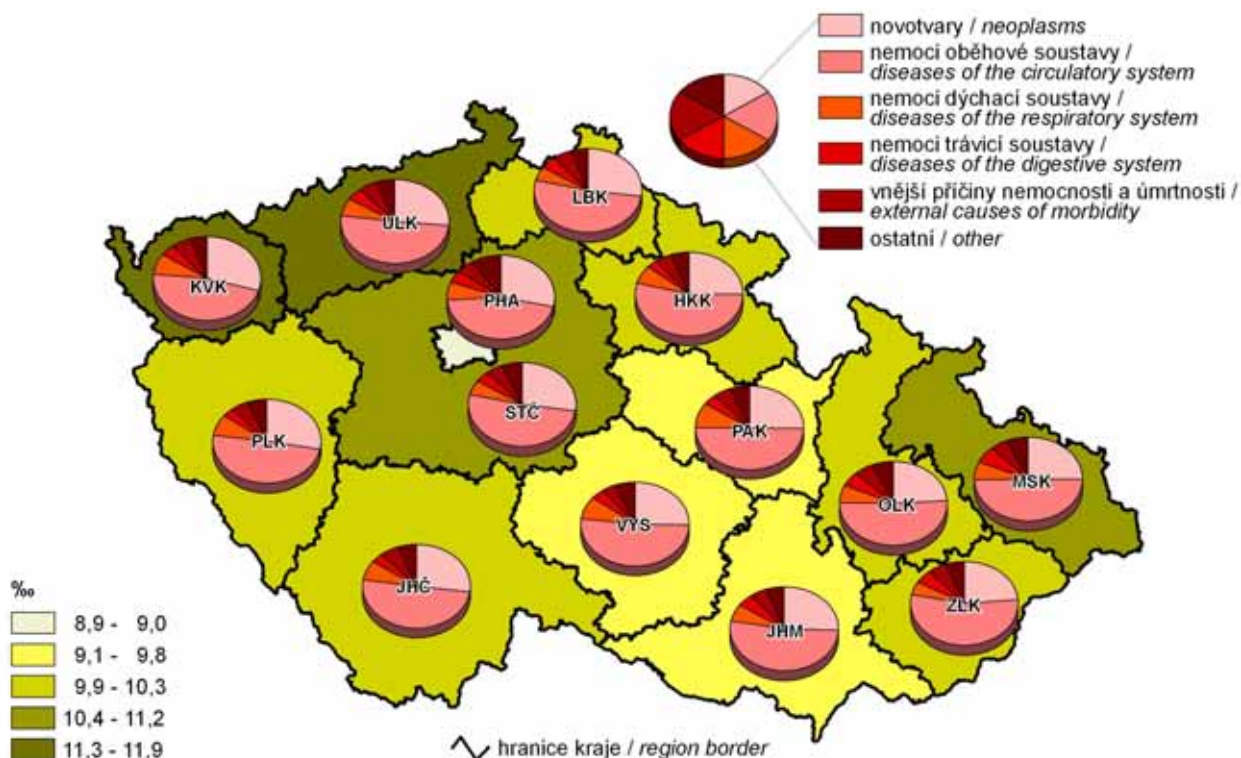 novotvary / neoplasms
nemoci oběhové soustavy /
diseases of the circulatory system
nemoci dýchací soustavy /
diseases of the respiratory system
nemoci trávicí soustavy /
diseases of the digestive system
vnější příčiny nemocnosti a úmrtnosti /
external causes of morbidity
ostatní / other
LBK
ULK
KVK
PHA
HKK
STČ
PLK
PAK
MSK
OLK
VYS
JHČ
ZLK
JHM
‰
8,9 - 9,0
9,1 - 9,8
9,9 - 10,3
10,4 - 11,2
11,3 - 11,9
hranice kraje / region border